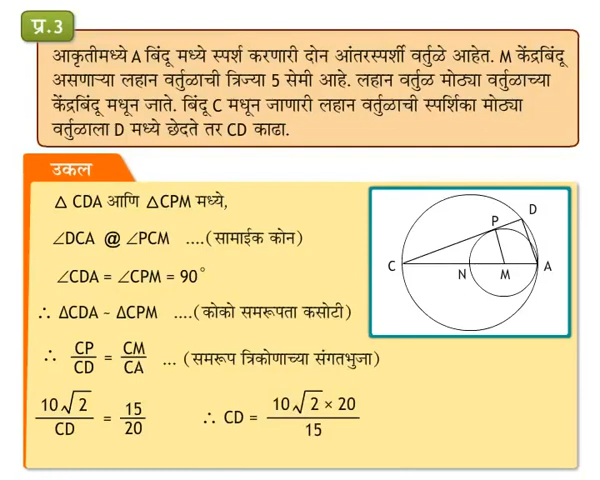 प्र.3
आकृतीमध्ये A बिंदू मध्ये स्पर्श करणारी दोन आंतरस्पर्शी वर्तुळे आहेत. M केंद्रबिंदू
असणाऱ्या लहान वर्तुळाची त्रिज्या 5 सेमी आहे. लहान वर्तुळ मोठ्या वर्तुळाच्या
केंद्रबिंदू मधून जाते. बिंदू C मधून जाणारी लहान वर्तुळाची स्पर्शिका मोठ्या
वर्तुळाला D मध्ये छेदते तर CD काढा.
उकल
△ CDA आणि △CPM मध्ये,
∠DCA @ ∠PCM ....(सामाईक कोन)
∠CDA = ∠CPM = 90°
∴ ΔCDA ~ ΔCPM ....(कोको समरूपता कसोटी)
∴ CP/CD = CM/CA ... (समरूप त्रिकोणाच्या संगतभुजा)
10√2/CD = 15/20 ∴ CD = 10√2 × 20/15
D
P
C
N
M
A